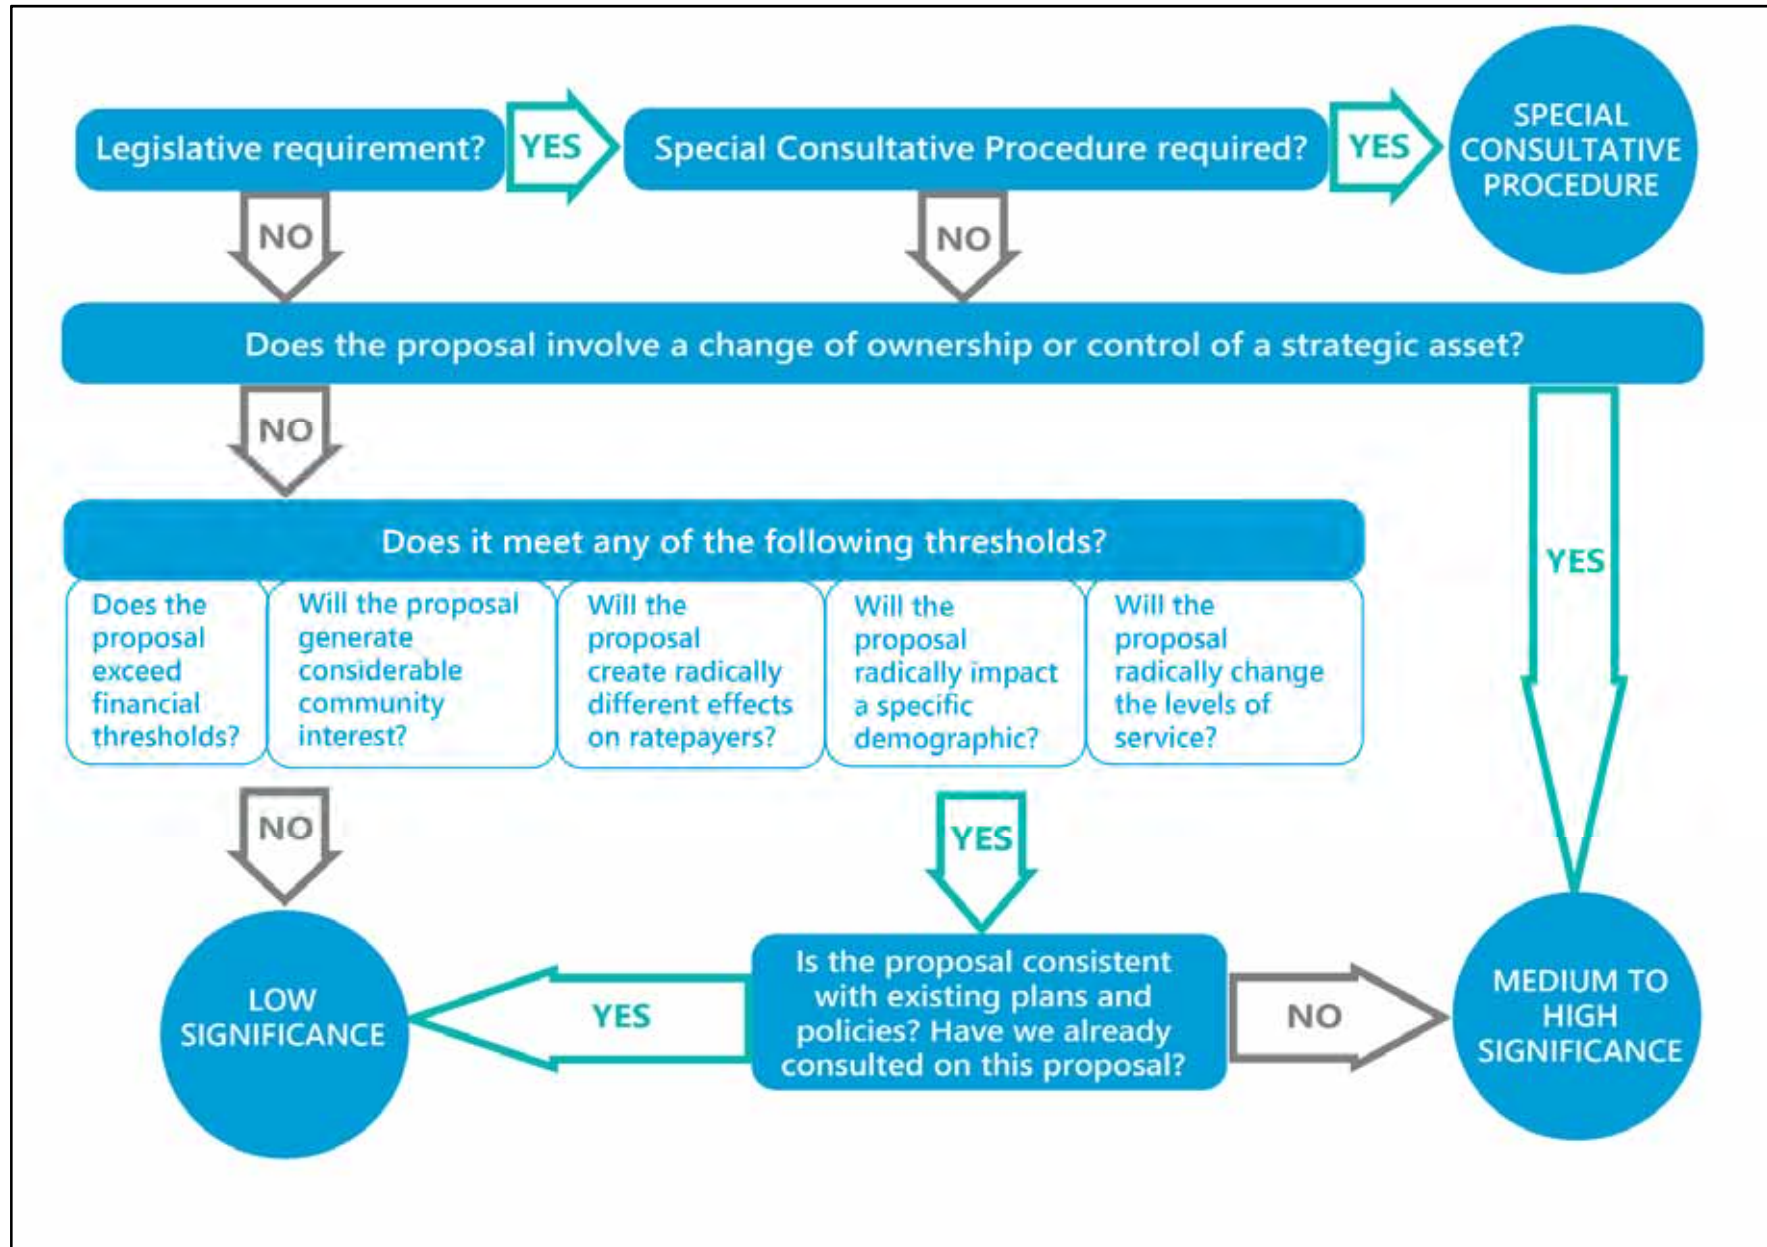 Legislative requirement?
YES
Special Consultative Procedure required?
YES
SPECIAL
CONSULTATIVE
PROCEDURE
NO
NO
Does the proposal involve a change of ownership or control of a strategic asset?
NO
YES
Does it meet any of the following thresholds?
Does the
proposal
exceed
financial
thresholds?
Will the proposal
generate
considerable
community
interest?
Will the
proposal
create radically
different effects
on ratepayers?
Will the
proposal
radically impact
a specific
demographic?
Will the
proposal
radically change
the levels of
service?
NO
YES
LOW
SIGNIFICANCE
YES
Is the proposal consistent
with existing plans and
policies? Have we already
consulted on this proposal?
NO
MEDIUM TO
HIGH
SIGNIFICANCE